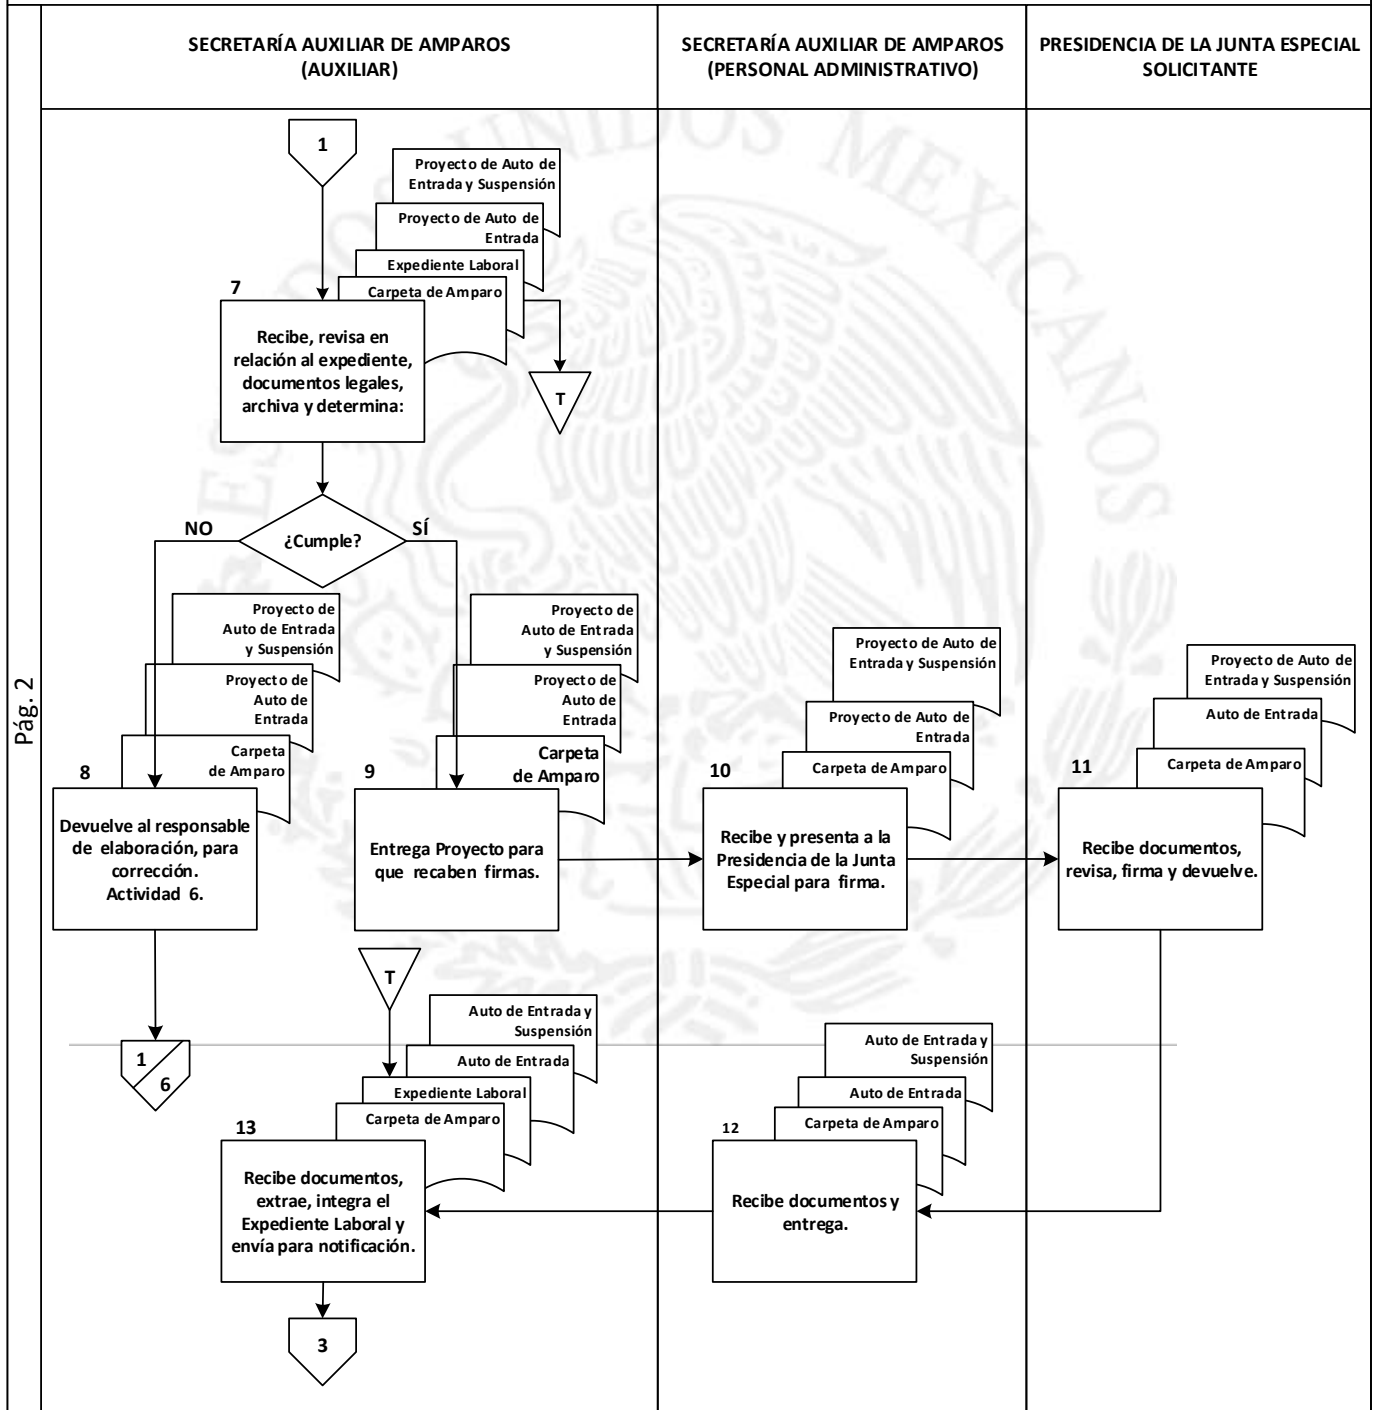 SECRETARÍA AUXILIAR DE AMPAROS
(AUXILIAR)
SECRETARÍA AUXILIAR DE AMPAROS
(PERSONAL ADMINISTRATIVO)
PRESIDENCIA DE LA JUNTA ESPECIAL
SOLICITANTE
Pág. 2
ESTADOS UNIDOS MEXICANOS
1
Proyecto de Auto de
Entrada y Suspensión
Proyecto de Auto de
Entrada
Expediente Laboral
Carpeta de Amparo
7
Recibe, revisa en
relación al expediente,
documentos legales,
archiva y determina:
T
¿Cumple?
NO
SÍ
Proyecto de
Auto de Entrada
y Suspensión
Proyecto de
Auto de
Entrada
Carpeta
de Amparo
8
Devuelve al responsable
de elaboración, para
corrección.
Actividad 6.
1
6
Proyecto de
Auto de Entrada
y Suspensión
Proyecto de
Auto de
Entrada
Carpeta
de Amparo
9
Entrega Proyecto para
que recaben firmas.
Proyecto de Auto de
Entrada y Suspensión
Proyecto de Auto de
Entrada
Carpeta de Amparo
10
Recibe y presenta a la
Presidencia de la Junta
Especial para firma.
Proyecto de Auto de
Entrada y Suspensión
Auto de Entrada
Carpeta de Amparo
11
Recibe documentos,
revisa, firma y devuelve.
Auto de Entrada y
Suspensión
Auto de Entrada
Carpeta de Amparo
12
Recibe documentos y
entrega.
T
Auto de Entrada y
Suspensión
Auto de Entrada
Expediente Laboral
Carpeta de Amparo
13
Recibe documentos,
extrae, integra el
Expediente Laboral y
envía para notificación.
3